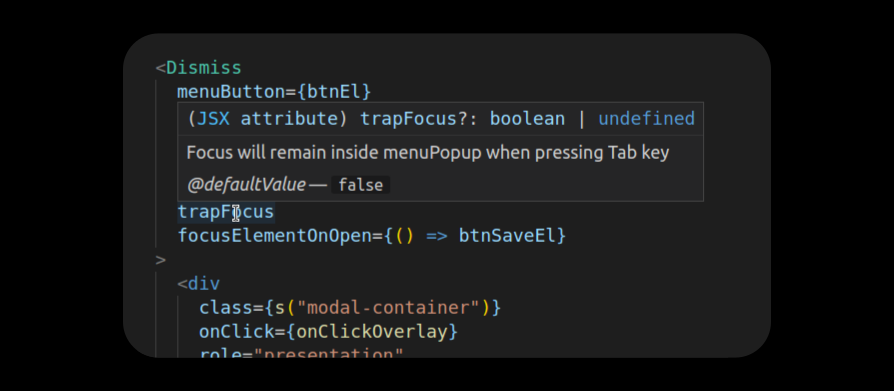 <Dismiss
menuButton={btnEl}
(JSX attribute) trapFocus?: boolean | undefined
Focus will remain inside menuPopup when pressing Tab key
@defaultValue — false
trapFocus
focusElementOnOpen={() => btnSaveEl}
>
<div
class={s("modal-container")}
onClick={onClickOverlay}
role="presentation"